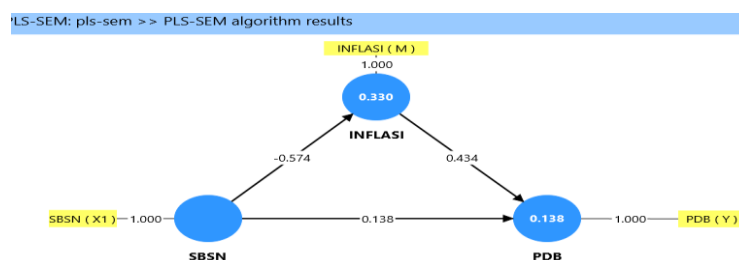 PLS-SEM: pls-sem >> PLS-SEM algorithm results
INFLASI ( M )
1.000
0.330
INFLASI
-0.574
0.434
SBSN ( X1 )
1.000
0.138
0.138
1.000
PDB ( Y )
SBSN
PDB